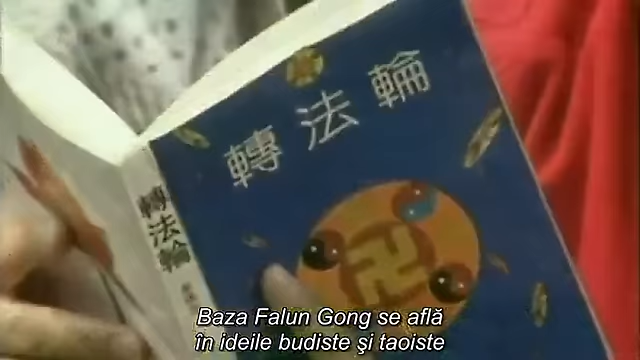 轉法輪
轉法輪
Baza Falun Gong se află
în ideile budiste şi taoiste